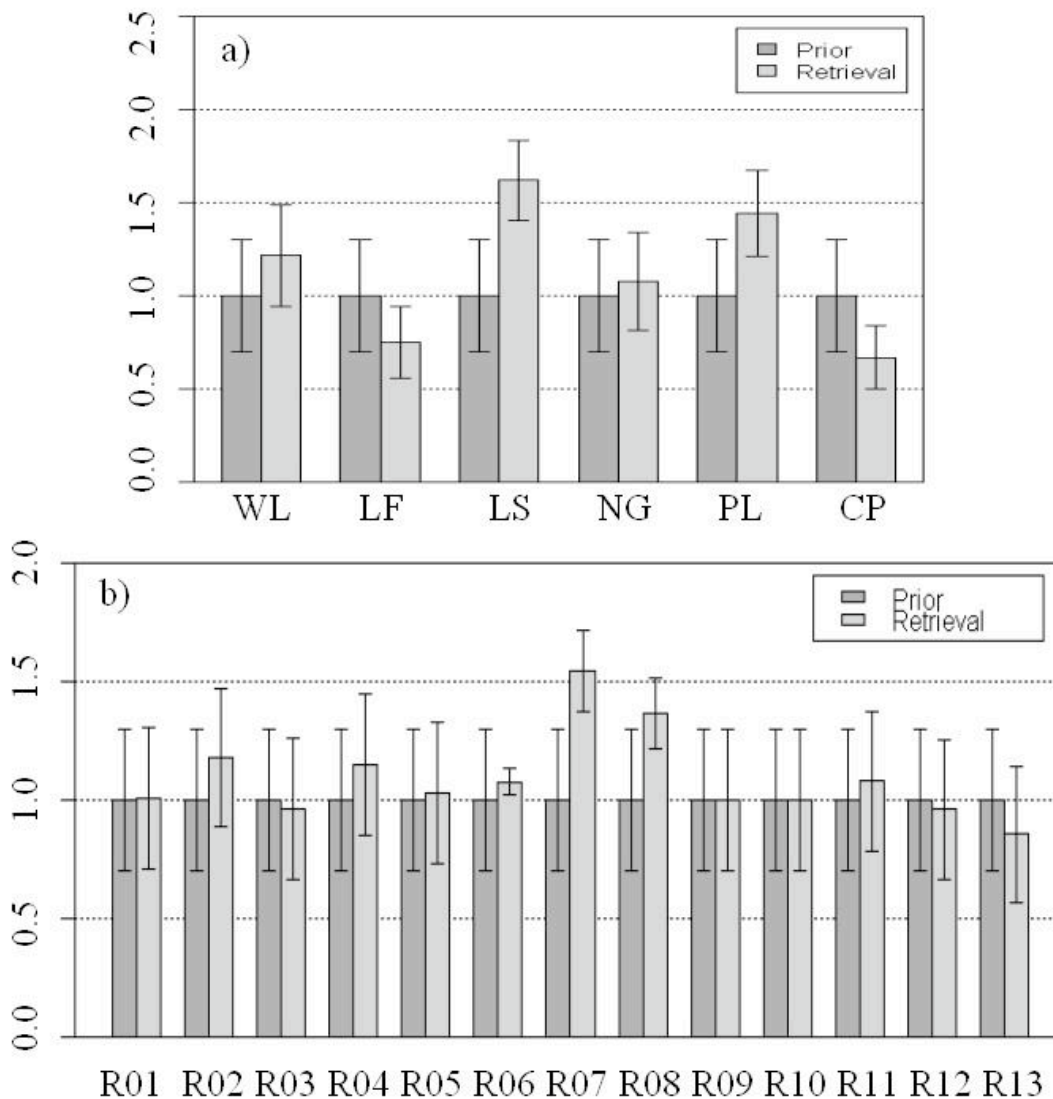 a)
Prior
Retrieval
2.5
2.0
1.5
1.0
0.5
0.0
WL LF LS NG PL CP
b)
Prior
Retrieval
2.0
1.5
1.0
0.5
0.0
R01 R02 R03 R04 R05 R06 R07 R08 R09 R10 R11 R12 R13